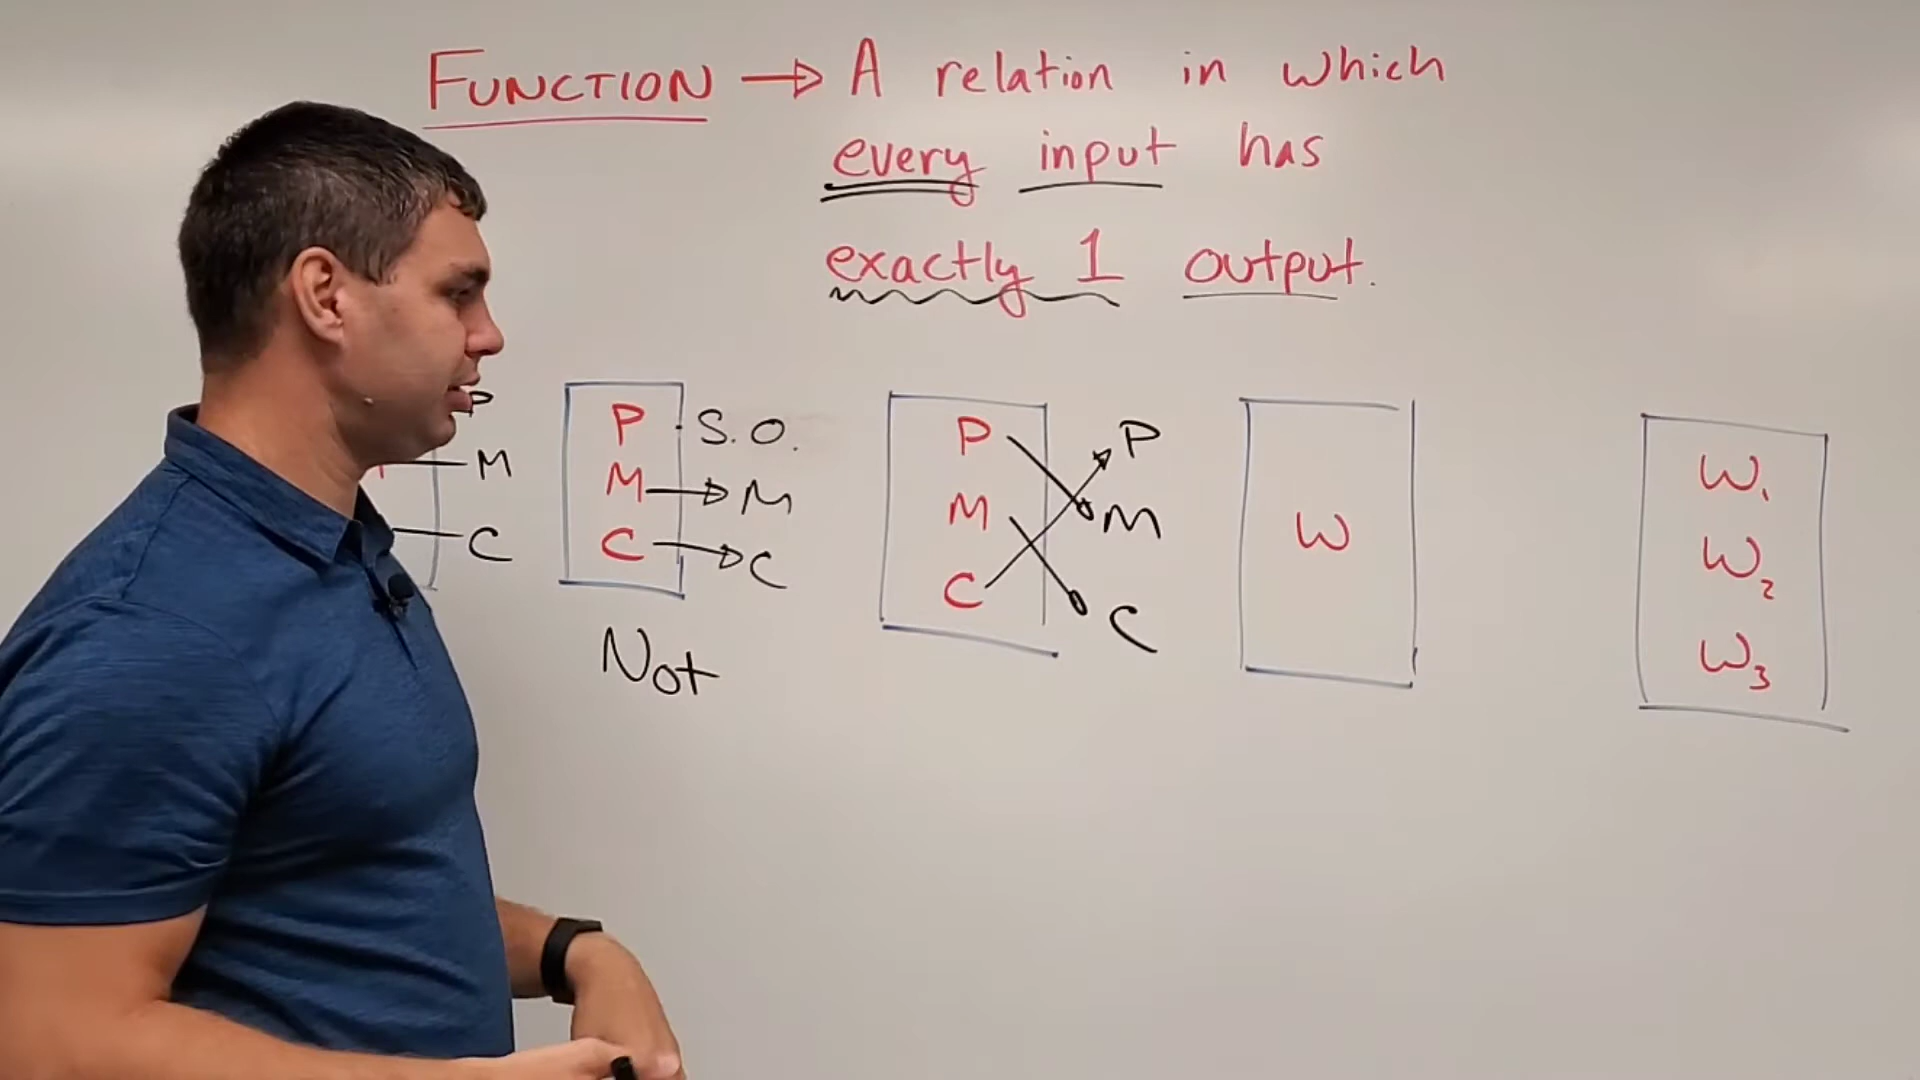 FUNCTION → A relation in which
every input has
exactly 1 output.
P
M
C
P S.O.
M → M
C → C
Not
P P
M M
C C
W
W₁
W₂
W₃